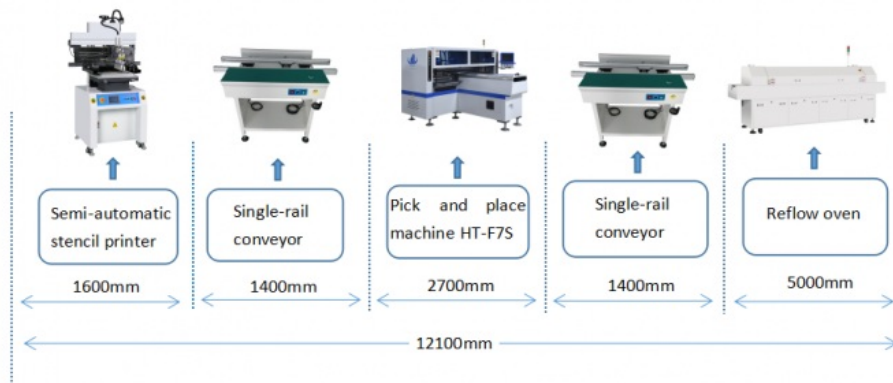 Semi-automatic
stencil printer
Single-rail
conveyor
Pick and place
machine HT-F7S
Single-rail
conveyor
Reflow oven
1600mm
1400mm
2700mm
1400mm
5000mm
12100mm